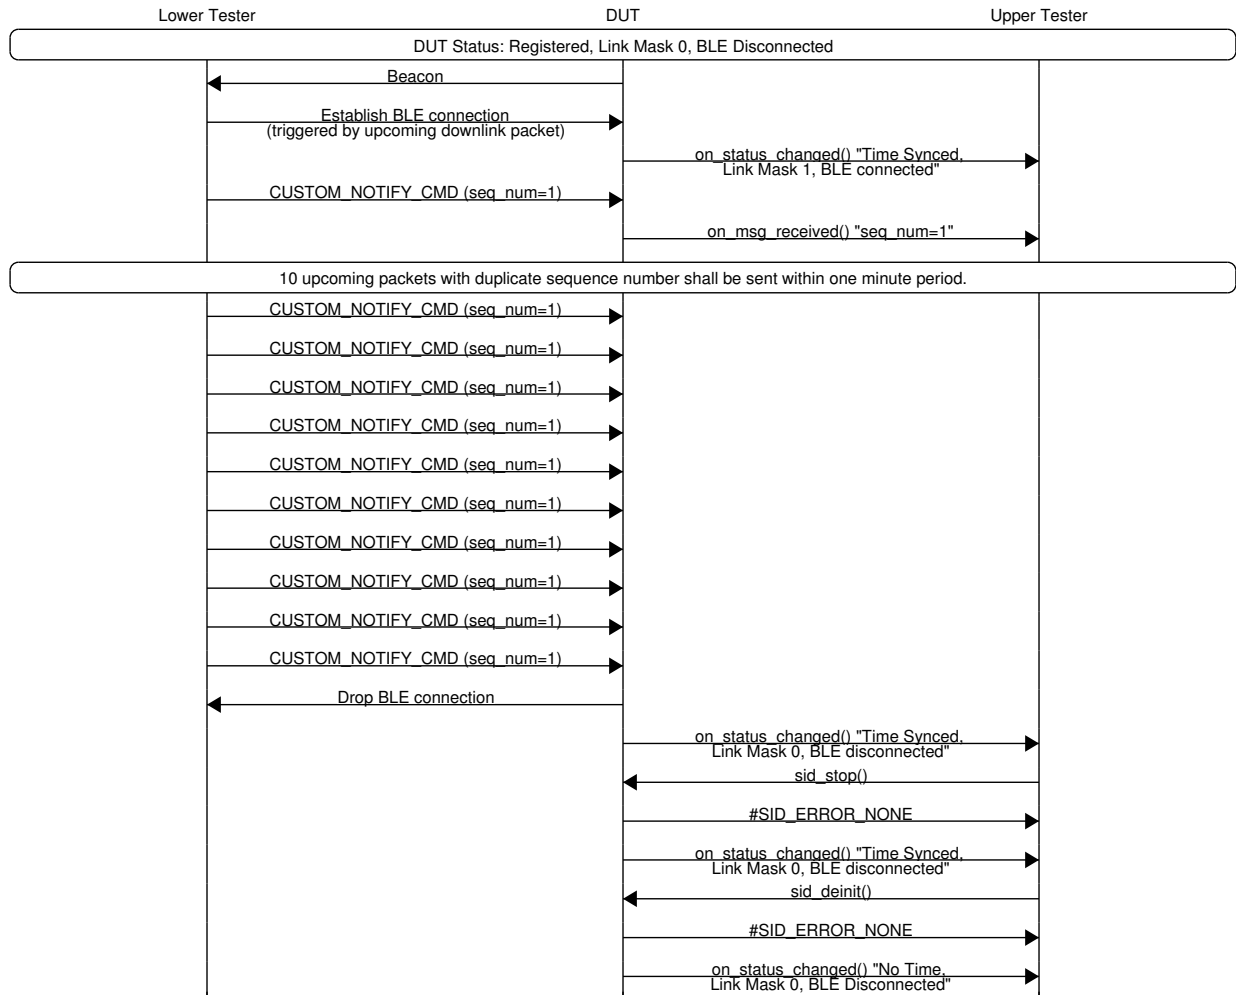 Lower Tester DUT Upper Tester
DUT Status: Registered, Link Mask 0, BLE Disconnected
Beacon
Establish BLE connection
(triggered by upcoming downlink packet)
on_status_changed() "Time Synced,
Link Mask 1, BLE connected"
CUSTOM_NOTIFY_CMD (seq_num=1)
on_msg_received() "seq_num=1"
10 upcoming packets with duplicate sequence number shall be sent within one minute period.
CUSTOM_NOTIFY_CMD (seq_num=1)
CUSTOM_NOTIFY_CMD (seq_num=1)
CUSTOM_NOTIFY_CMD (seq_num=1)
CUSTOM_NOTIFY_CMD (seq_num=1)
CUSTOM_NOTIFY_CMD (seq_num=1)
CUSTOM_NOTIFY_CMD (seq_num=1)
CUSTOM_NOTIFY_CMD (seq_num=1)
CUSTOM_NOTIFY_CMD (seq_num=1)
CUSTOM_NOTIFY_CMD (seq_num=1)
CUSTOM_NOTIFY_CMD (seq_num=1)
Drop BLE connection
on_status_changed() "Time Synced,
Link Mask 0, BLE disconnected"
sid_stop()
#SID_ERROR_NONE
on_status_changed() "Time Synced,
Link Mask 0, BLE disconnected"
sid_deinit()
#SID_ERROR_NONE
on_status_changed() "No Time,
Link Mask 0, BLE Disconnected"